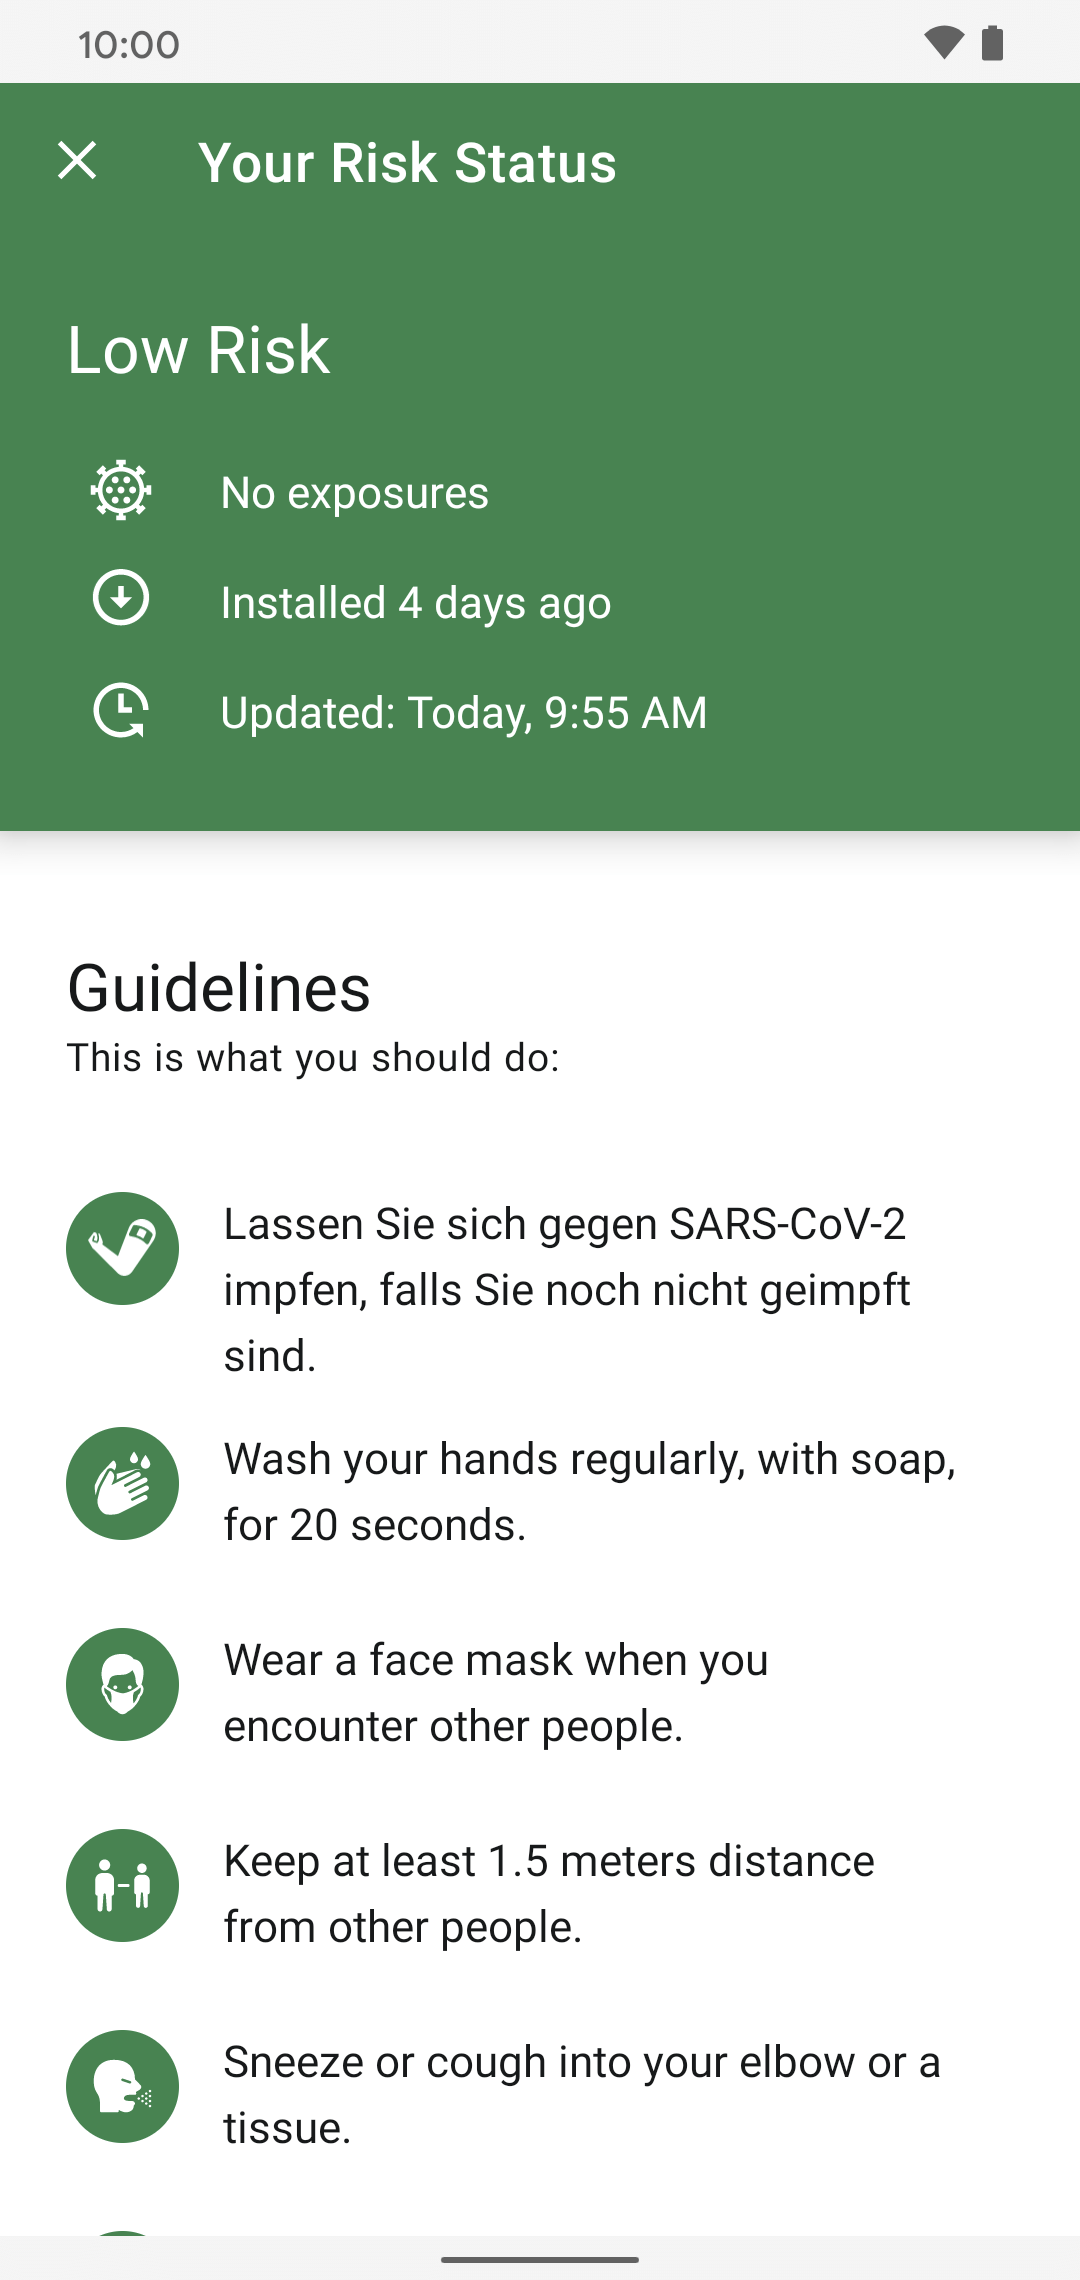 10:00
Your Risk Status
Low Risk
No exposures
Installed 4 days ago
Updated: Today, 9:55 AM
Guidelines
This is what you should do:
Lassen Sie sich gegen SARS-CoV-2
impfen, falls Sie noch nicht geimpft
sind.
Wash your hands regularly, with soap,
for 20 seconds.
Wear a face mask when you
encounter other people.
Keep at least 1.5 meters distance
from other people.
Sneeze or cough into your elbow or a
tissue.